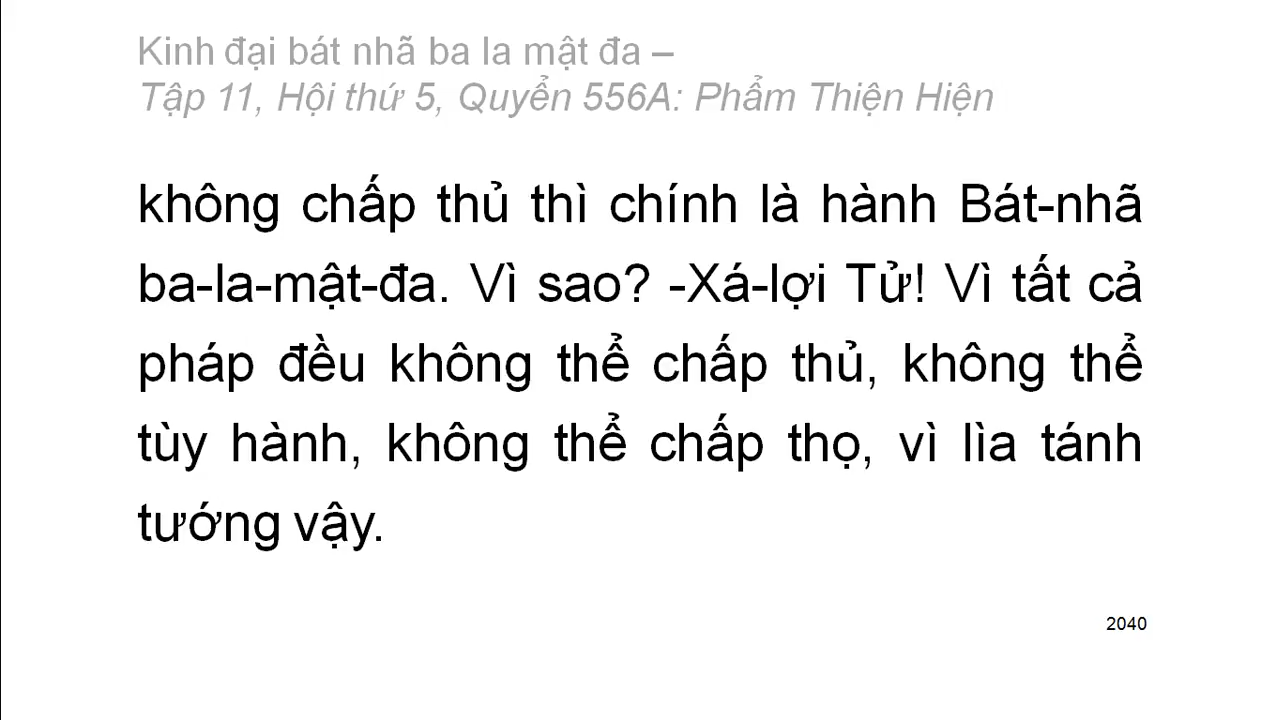 Kinh đại bát nhã ba la mật đa –
Tập 11, Hội thứ 5, Quyển 556A: Phẩm Thiện Hiện
không chấp thủ thì chính là hành Bát-nhã
ba-la-mật-đa. Vì sao? -Xá-lợi Tử! Vì tất cả
pháp đều không thể chấp thủ, không thể
tùy hành, không thể chấp thọ, vì lìa tánh
tướng vậy.
2040